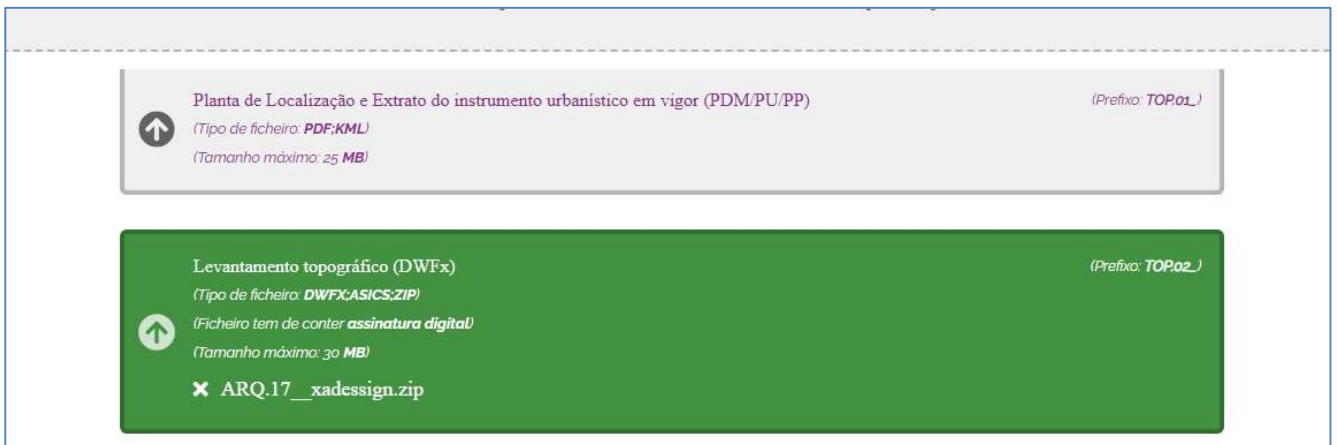 Planta de Localização e Extrato do instrumento urbanístico em vigor (PDM/PU/PP) (Prefixo: TOP.01_)
(Tipo de ficheiro: PDF;KML)
(Tamanho máximo: 25 MB)
Levantamento topográfico (DWFx) (Prefixo: TOP.02_)
(Tipo de ficheiro: DWFX;ASICS;ZIP)
(Ficheiro tem de conter assinatura digital)
(Tamanho máximo: 30 MB)
ARQ.17__xadessign.zip